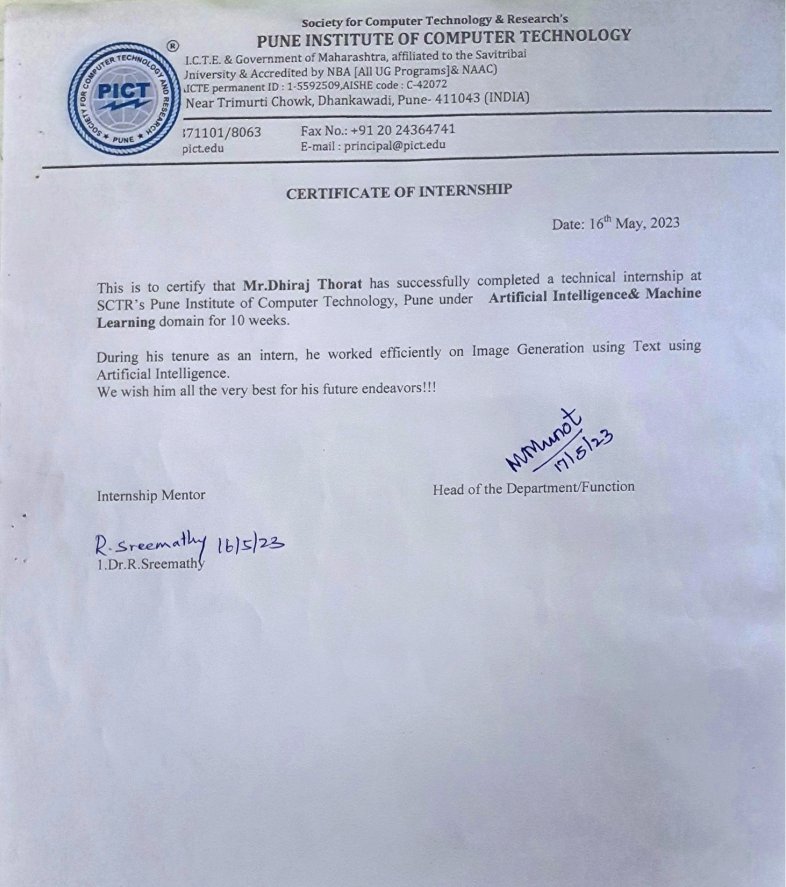 Society for Computer Technology & Research's
PUNE INSTITUTE OF COMPUTER TECHNOLOGY
I.C.T.E. & Government of Maharashtra, affiliated to the Savitribai
Jniversity & Accredited by NBA [All UG Programs]& NAAC)
JCTE permanent ID : 1-5592509,AISHE code : C-42072
Near Trimurti Chowk, Dhankawadi, Pune- 411043 (INDIA)
SOCIETY FOR COMPUTER TECHNOLOGY AND RESEARCH
PICT
★ PUNE ★
®
371101/8063 Fax No.: +91 20 24364741
pict.edu E-mail : principal@pict.edu
CERTIFICATE OF INTERNSHIP
Date: 16th May, 2023
This is to certify that Mr.Dhiraj Thorat has successfully completed a technical internship at
SCTR's Pune Institute of Computer Technology, Pune under Artificial Intelligence& Machine
Learning domain for 10 weeks.
During his tenure as an intern, he worked efficiently on Image Generation using Text using
Artificial Intelligence.
We wish him all the very best for his future endeavors!!!
MMunot
17/5/23
Internship Mentor Head of the Department/Function
R. Sreemathy 16/5/23
1.Dr.R.Sreemathy